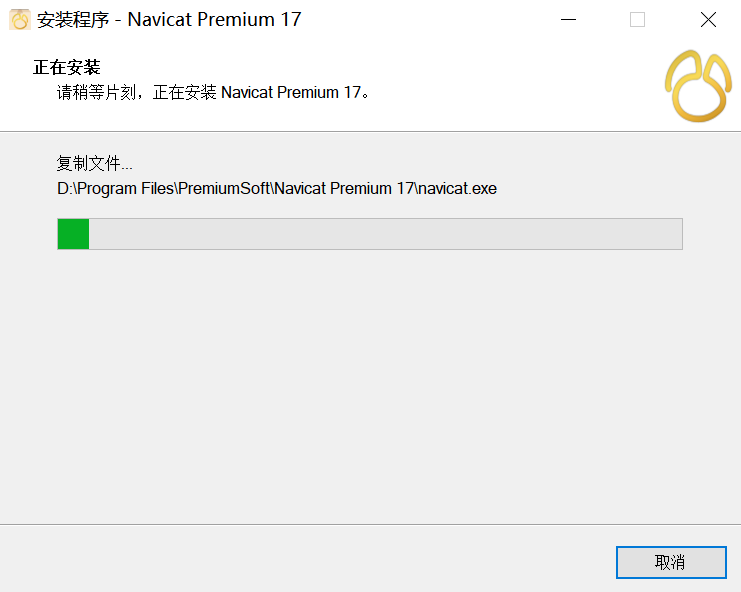 安装程序 - Navicat Premium 17
正在安装
请稍等片刻，正在安装 Navicat Premium 17。
复制文件...
D:\Program Files\PremiumSoft\Navicat Premium 17\navicat.exe
取消